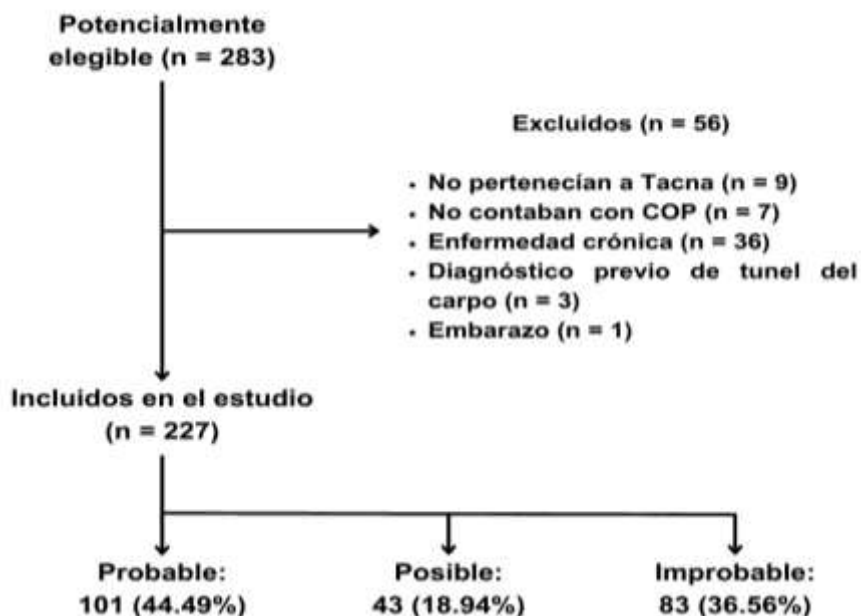 Potencialmente
elegible (n = 283)
Excluidos (n = 56)
• No pertenecían a Tacna (n = 9)
• No contaban con COP (n = 7)
• Enfermedad crónica (n = 36)
• Diagnóstico previo de tunel del
carpo (n = 3)
• Embarazo (n = 1)
Incluidos en el estudio
(n = 227)
Probable:
101 (44.49%)
Posible:
43 (18.94%)
Improbable:
83 (36.56%)